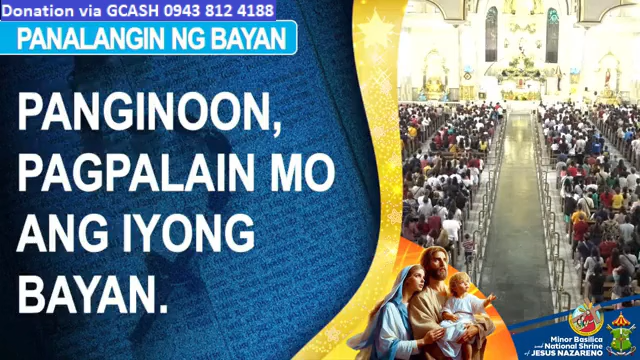 Donation via GCASH 0943 812 4188
PANALANGIN NG BAYAN
PANGINOON,
PAGPALAIN MO
ANG IYONG
BAYAN.
Minor Basilica
and National Shrine
of JESUS NAZARENO